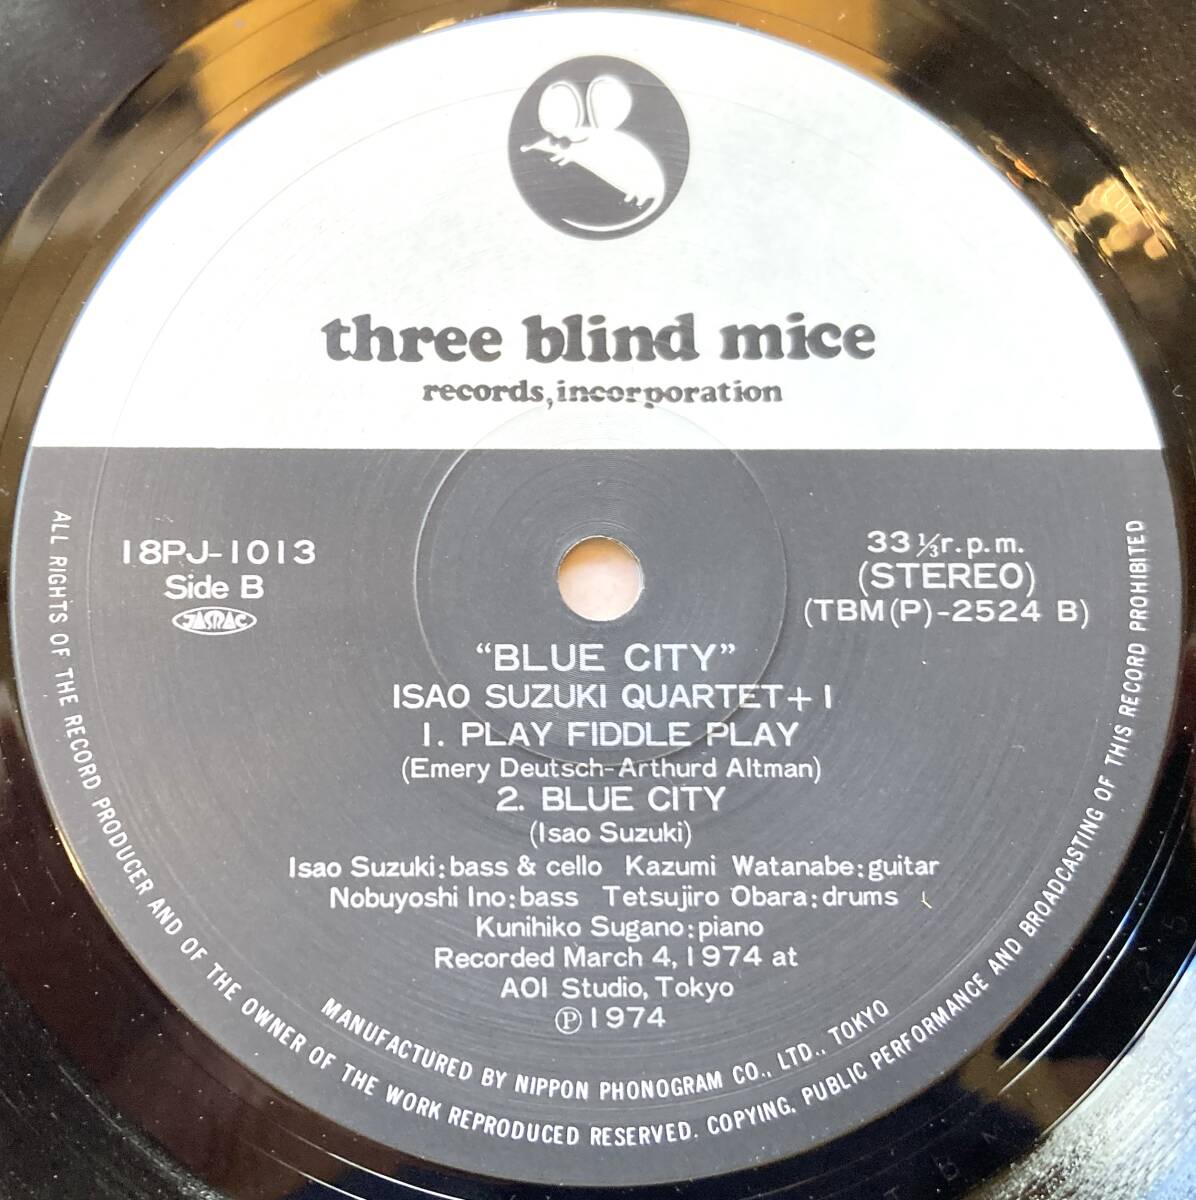 three blind mice
records, incorporation
18PJ-1013
Side B
JASRAC
33 1/3 r.p.m.
(STEREO)
(TBM(P)-2524 B)
“BLUE CITY”
ISAO SUZUKI QUARTET+1
1. PLAY FIDDLE PLAY
(Emery Deutsch-Arthurd Altman)
2. BLUE CITY
(Isao Suzuki)
Isao Suzuki:bass & cello Kazumi Watanabe:guitar
Nobuyoshi Ino:bass Tetsujiro Obara:drums
Kunihiko Sugano:piano
Recorded March 4, 1974 at
AOI Studio, Tokyo
Ⓟ1974
MANUFACTURED BY NIPPON PHONOGRAM CO., LTD., TOKYO
ALL RIGHTS OF THE RECORD PRODUCER AND OF THE OWNER OF THE WORK REPRODUCED RESERVED. COPYING, PUBLIC PERFORMANCE AND BROADCASTING OF THIS RECORD PROHIBITED